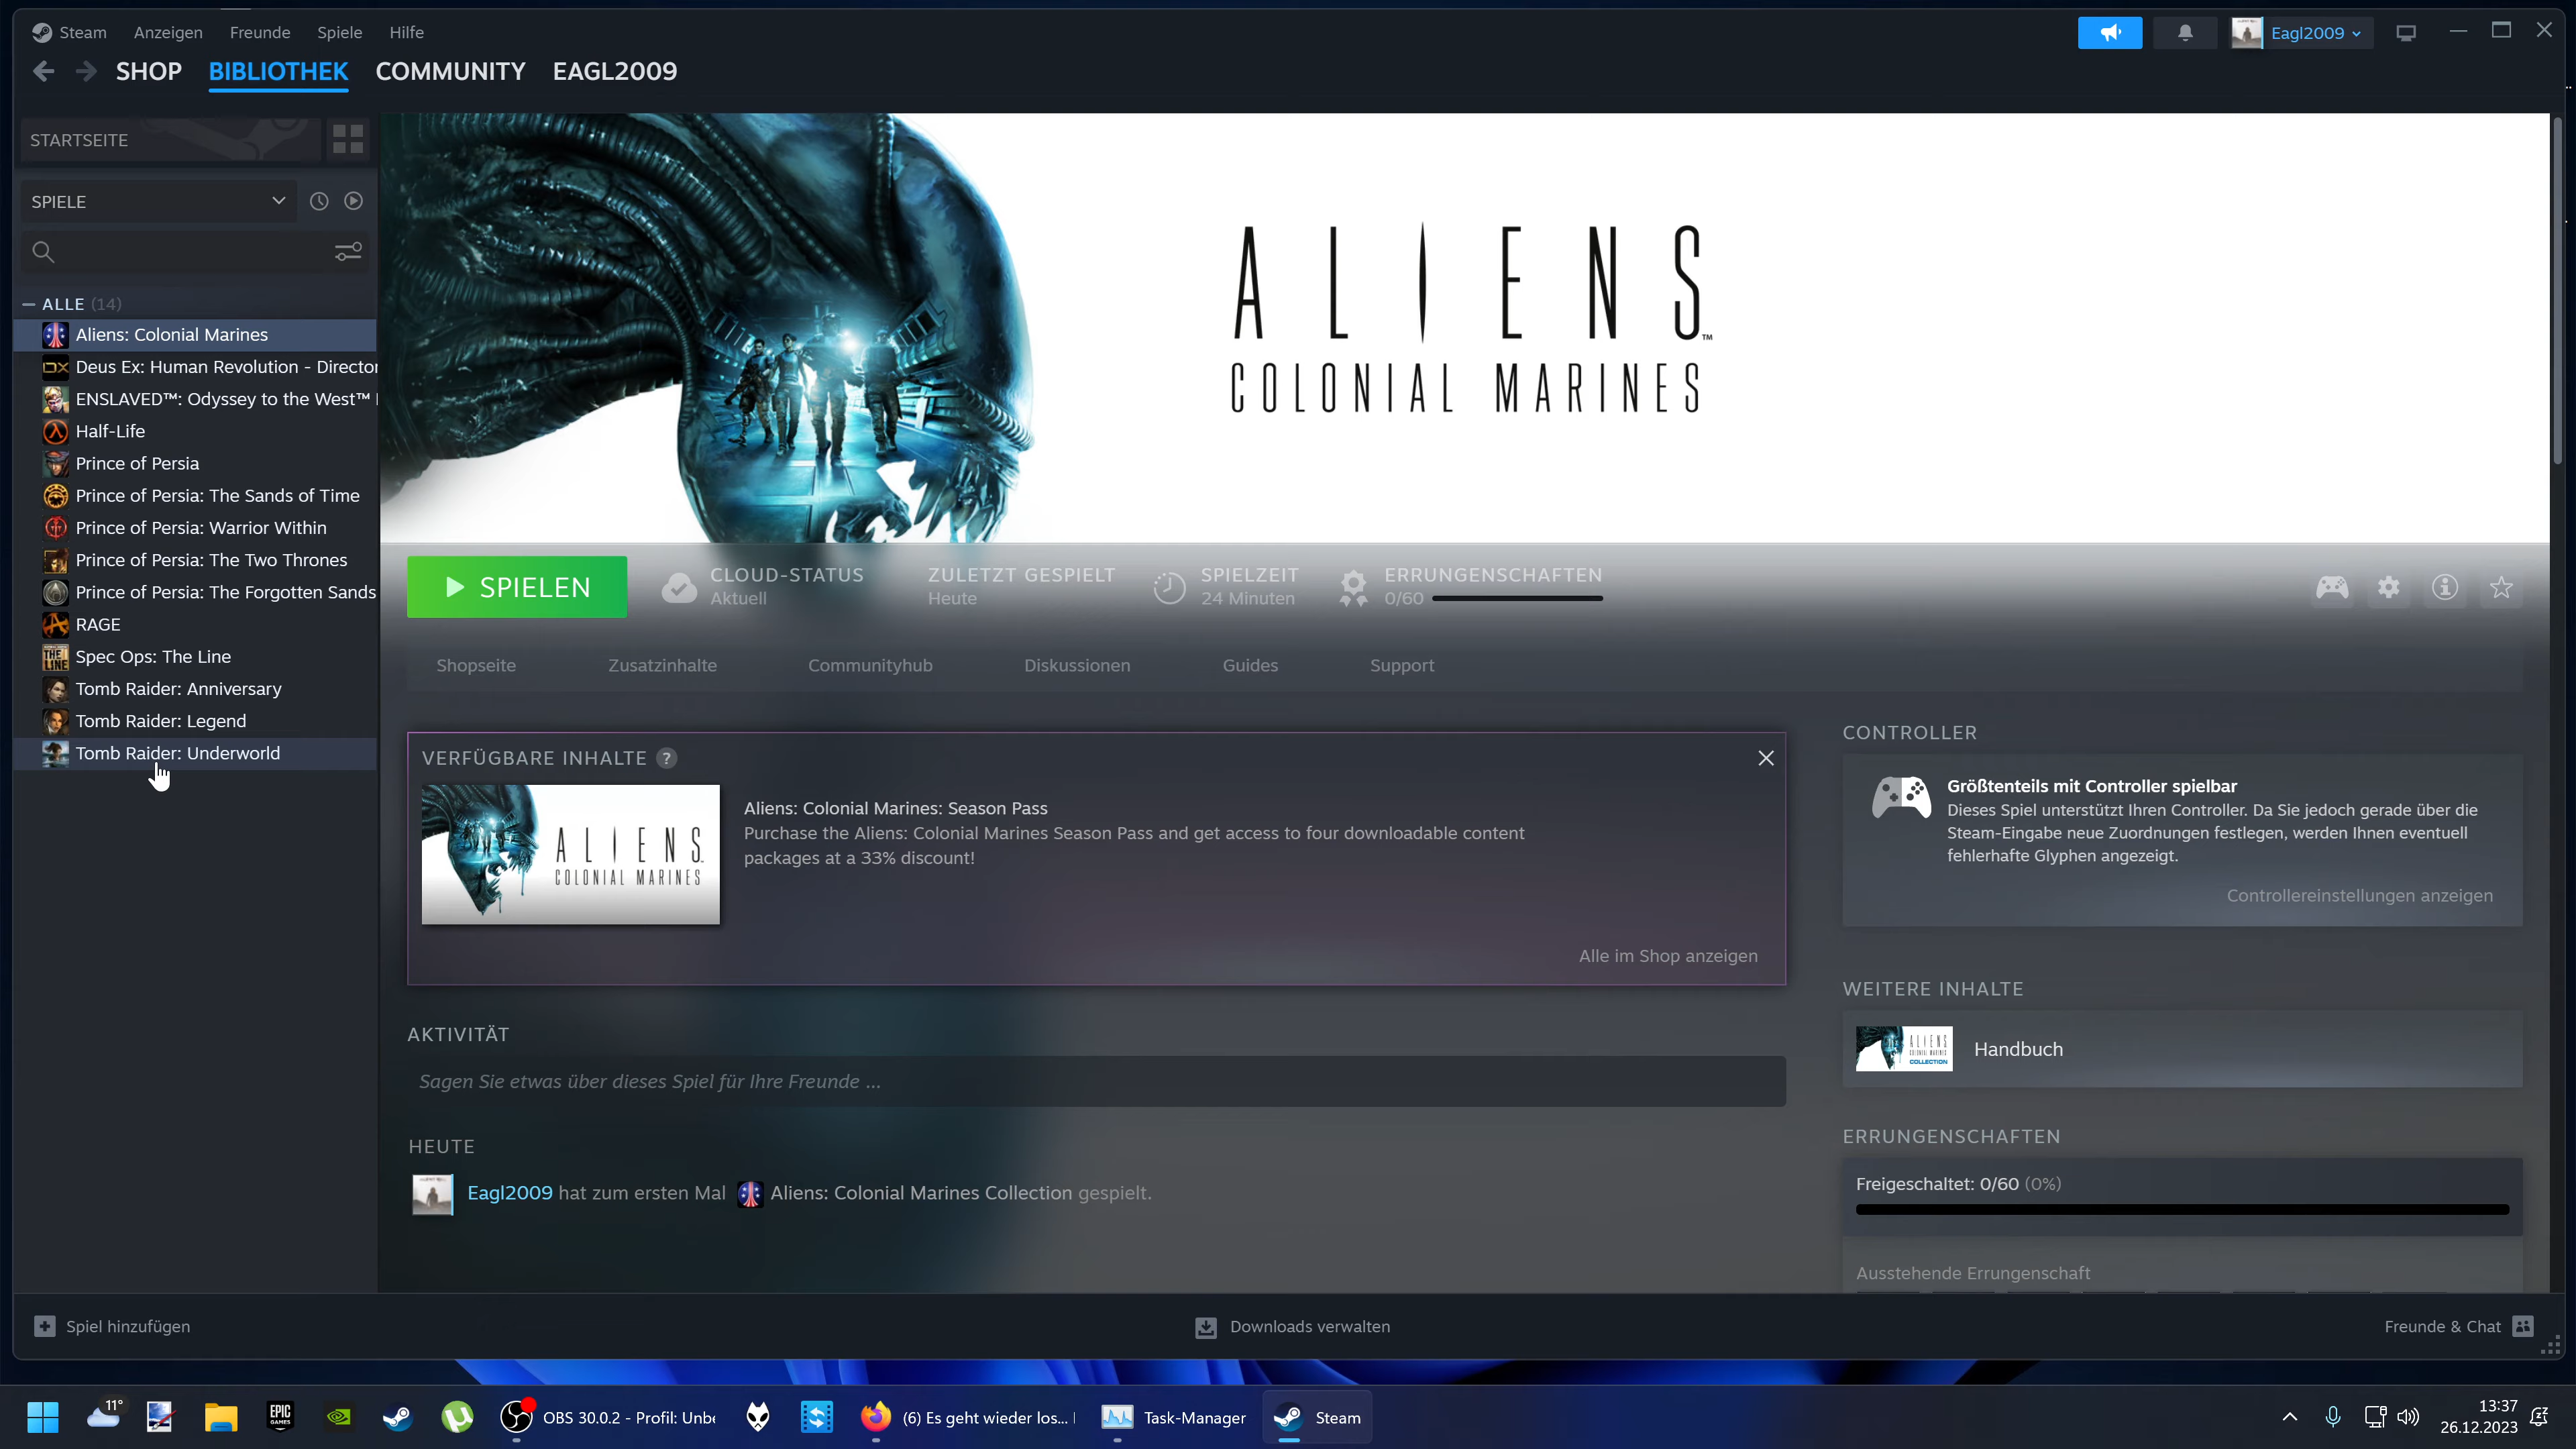 Steam Anzeigen Freunde Spiele Hilfe
Eagl2009
SHOP BIBLIOTHEK COMMUNITY EAGL2009
STARTSEITE
SPIELE
ALLE (14)
Aliens: Colonial Marines
Deus Ex: Human Revolution - Director
ENSLAVED™: Odyssey to the West™
Half-Life
Prince of Persia
Prince of Persia: The Sands of Time
Prince of Persia: Warrior Within
Prince of Persia: The Two Thrones
Prince of Persia: The Forgotten Sands
RAGE
Spec Ops: The Line
Tomb Raider: Anniversary
Tomb Raider: Legend
Tomb Raider: Underworld
ALIENS™
COLONIAL MARINES
SPIELEN
CLOUD-STATUS
Aktuell
ZULETZT GESPIELT
Heute
SPIELZEIT
24 Minuten
ERRUNGENSCHAFTEN
0/60
Shopseite Zusatzinhalte Communityhub Diskussionen Guides Support
VERFÜGBARE INHALTE ?
ALIENS
COLONIAL MARINES
Aliens: Colonial Marines: Season Pass
Purchase the Aliens: Colonial Marines Season Pass and get access to four downloadable content
packages at a 33% discount!
Alle im Shop anzeigen
AKTIVITÄT
Sagen Sie etwas über dieses Spiel für Ihre Freunde ...
HEUTE
Eagl2009 hat zum ersten Mal Aliens: Colonial Marines Collection gespielt.
CONTROLLER
Größtenteils mit Controller spielbar
Dieses Spiel unterstützt Ihren Controller. Da Sie jedoch gerade über die
Steam-Eingabe neue Zuordnungen festlegen, werden Ihnen eventuell
fehlerhafte Glyphen angezeigt.
Controllereinstellungen anzeigen
WEITERE INHALTE
ALIENS
COLONIAL MARINES
COLLECTION
Handbuch
ERRUNGENSCHAFTEN
Freigeschaltet: 0/60 (0%)
Ausstehende Errungenschaft
Spiel hinzufügen
Downloads verwalten
Freunde & Chat
11°
EPIC
GAMES
OBS 30.0.2 - Profil: Unbe
(6) Es geht wieder los...
Task-Manager
Steam
13:37
26.12.2023